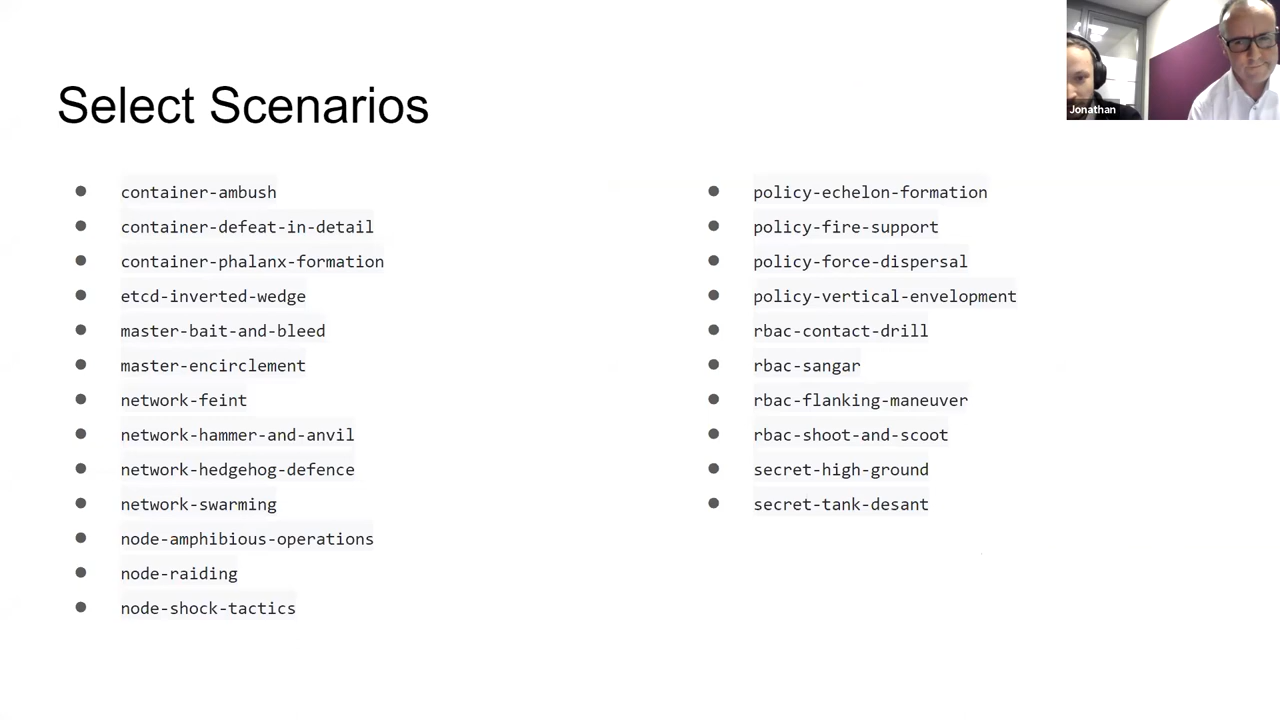 Select Scenarios
container-ambush
container-defeat-in-detail
container-phalanx-formation
etcd-inverted-wedge
master-bait-and-bleed
master-encirclement
network-feint
network-hammer-and-anvil
network-hedgehog-defence
network-swarming
node-amphibious-operations
node-raiding
node-shock-tactics
policy-echelon-formation
policy-fire-support
policy-force-dispersal
policy-vertical-envelopment
rbac-contact-drill
rbac-sangar
rbac-flanking-maneuver
rbac-shoot-and-scoot
secret-high-ground
secret-tank-desant
Jonathan